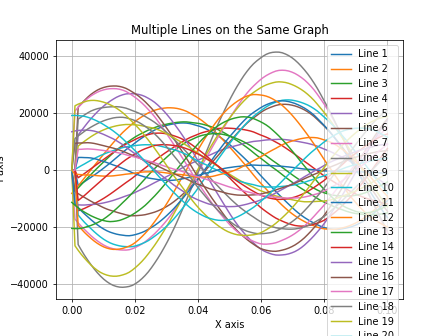 Multiple Lines on the Same Graph
40000
20000
0
−20000
−40000
0.00
0.02
0.04
0.06
X axis
Line 1
Line 2
Line 3
Line 4
Line 5
Line 6
Line 7
Line 8
Line 9
Line 10
Line 11
Line 12
Line 13
Line 14
Line 15
Line 16
Line 17
Line 18
Line 19